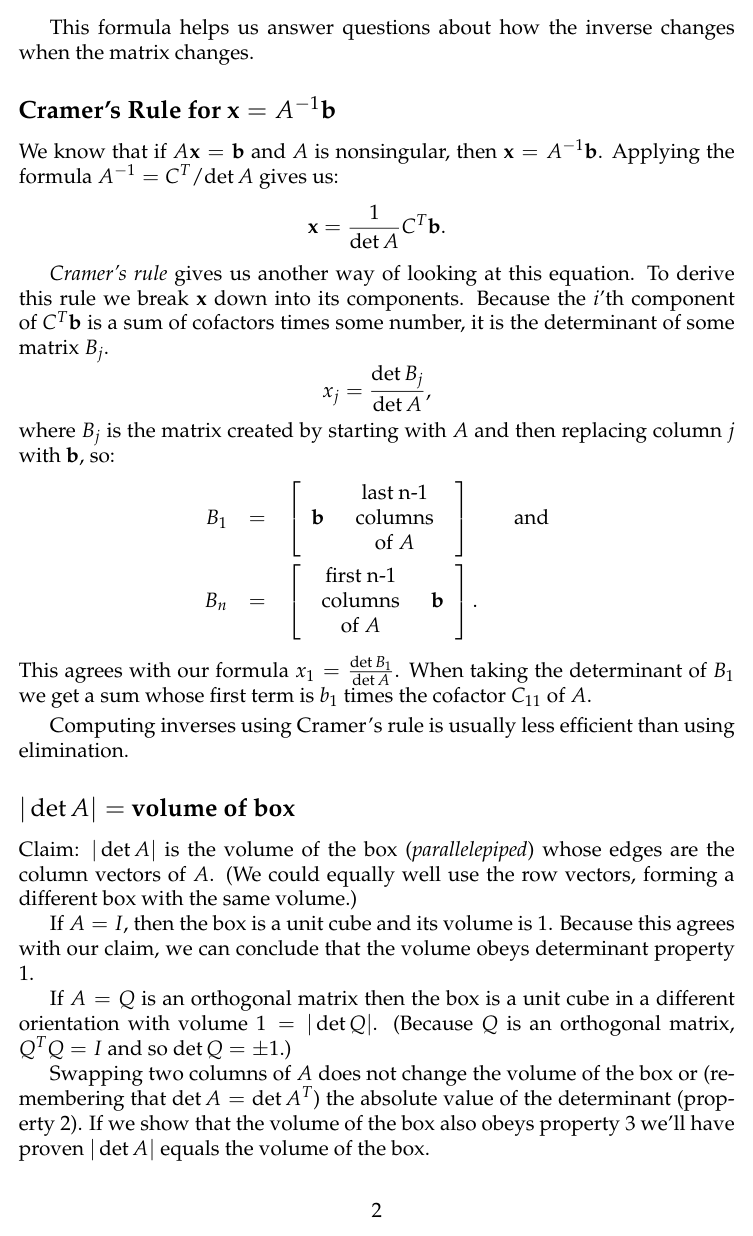 This formula helps us answer questions about how the inverse changes
when the matrix changes.
Cramer's Rule for x = A⁻¹b
We know that if Ax = b and A is nonsingular, then x = A⁻¹b. Applying the
formula A⁻¹ = Cᵀ/det A gives us:
x = \frac{1}{det A} Cᵀb.
Cramer's rule gives us another way of looking at this equation. To derive
this rule we break x down into its components. Because the i'th component
of Cᵀb is a sum of cofactors times some number, it is the determinant of some
matrix Bⱼ.
xⱼ = \frac{det Bⱼ}{det A},
where Bⱼ is the matrix created by starting with A and then replacing column j
with b, so:
last n-1
B₁ = [ b columns ] and
of A
first n-1
Bₙ = [ columns b ] .
of A
This agrees with our formula x₁ = \frac{det B₁}{det A}. When taking the determinant of B₁
we get a sum whose first term is b₁ times the cofactor C₁₁ of A.
Computing inverses using Cramer's rule is usually less efficient than using
elimination.
| det A| = volume of box
Claim: | det A| is the volume of the box (parallelepiped) whose edges are the
column vectors of A. (We could equally well use the row vectors, forming a
different box with the same volume.)
If A = I, then the box is a unit cube and its volume is 1. Because this agrees
with our claim, we can conclude that the volume obeys determinant property
1.
If A = Q is an orthogonal matrix then the box is a unit cube in a different
orientation with volume 1 = | det Q|. (Because Q is an orthogonal matrix,
QᵀQ = I and so det Q = ±1.)
Swapping two columns of A does not change the volume of the box or (re-
membering that det A = det Aᵀ) the absolute value of the determinant (prop-
erty 2). If we show that the volume of the box also obeys property 3 we'll have
proven | det A| equals the volume of the box.
2